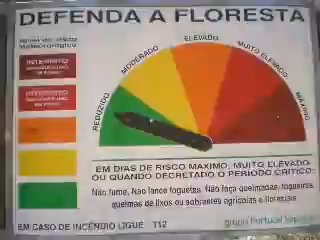 DEFENDA A FLORESTA
REDUZIDO
MODERADO
ELEVADO
MUITO ELEVADO
MÁXIMO
EM DIAS DE RISCO MÁXIMO, MUITO ELEVADO
OU QUANDO DECRETADO O PERÍODO CRÍTICO:
Não fume, Não lance foguetes, Não faça queimadas, fogueiras,
queimas de lixos ou sobrantes agrícolas e florestais
EM CASO DE INCÊNDIO LIGUE 112
grupo Portucel